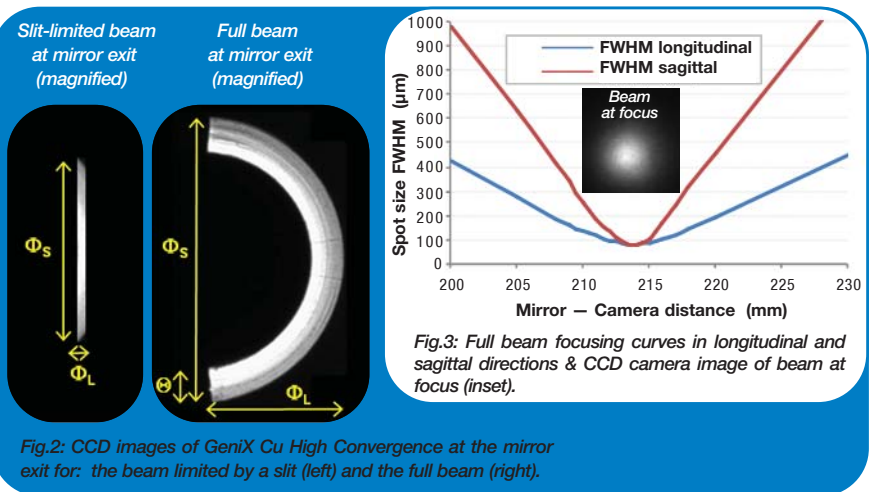 Slit-limited beam
at mirror exit
(magnified)
Full beam
at mirror exit
(magnified)
ΦS
ΦL
ΦS
Θ
ΦL
Fig.2: CCD images of GeniX Cu High Convergence at the mirror
exit for: the beam limited by a slit (left) and the full beam (right).
1000
900
800
700
600
500
400
300
200
100
0
Spot size FWHM (µm)
FWHM longitudinal
FWHM sagittal
Beam
at focus
200 205 210 215 220 225 230
Mirror — Camera distance (mm)
Fig.3: Full beam focusing curves in longitudinal and
sagittal directions & CCD camera image of beam at
focus (inset).